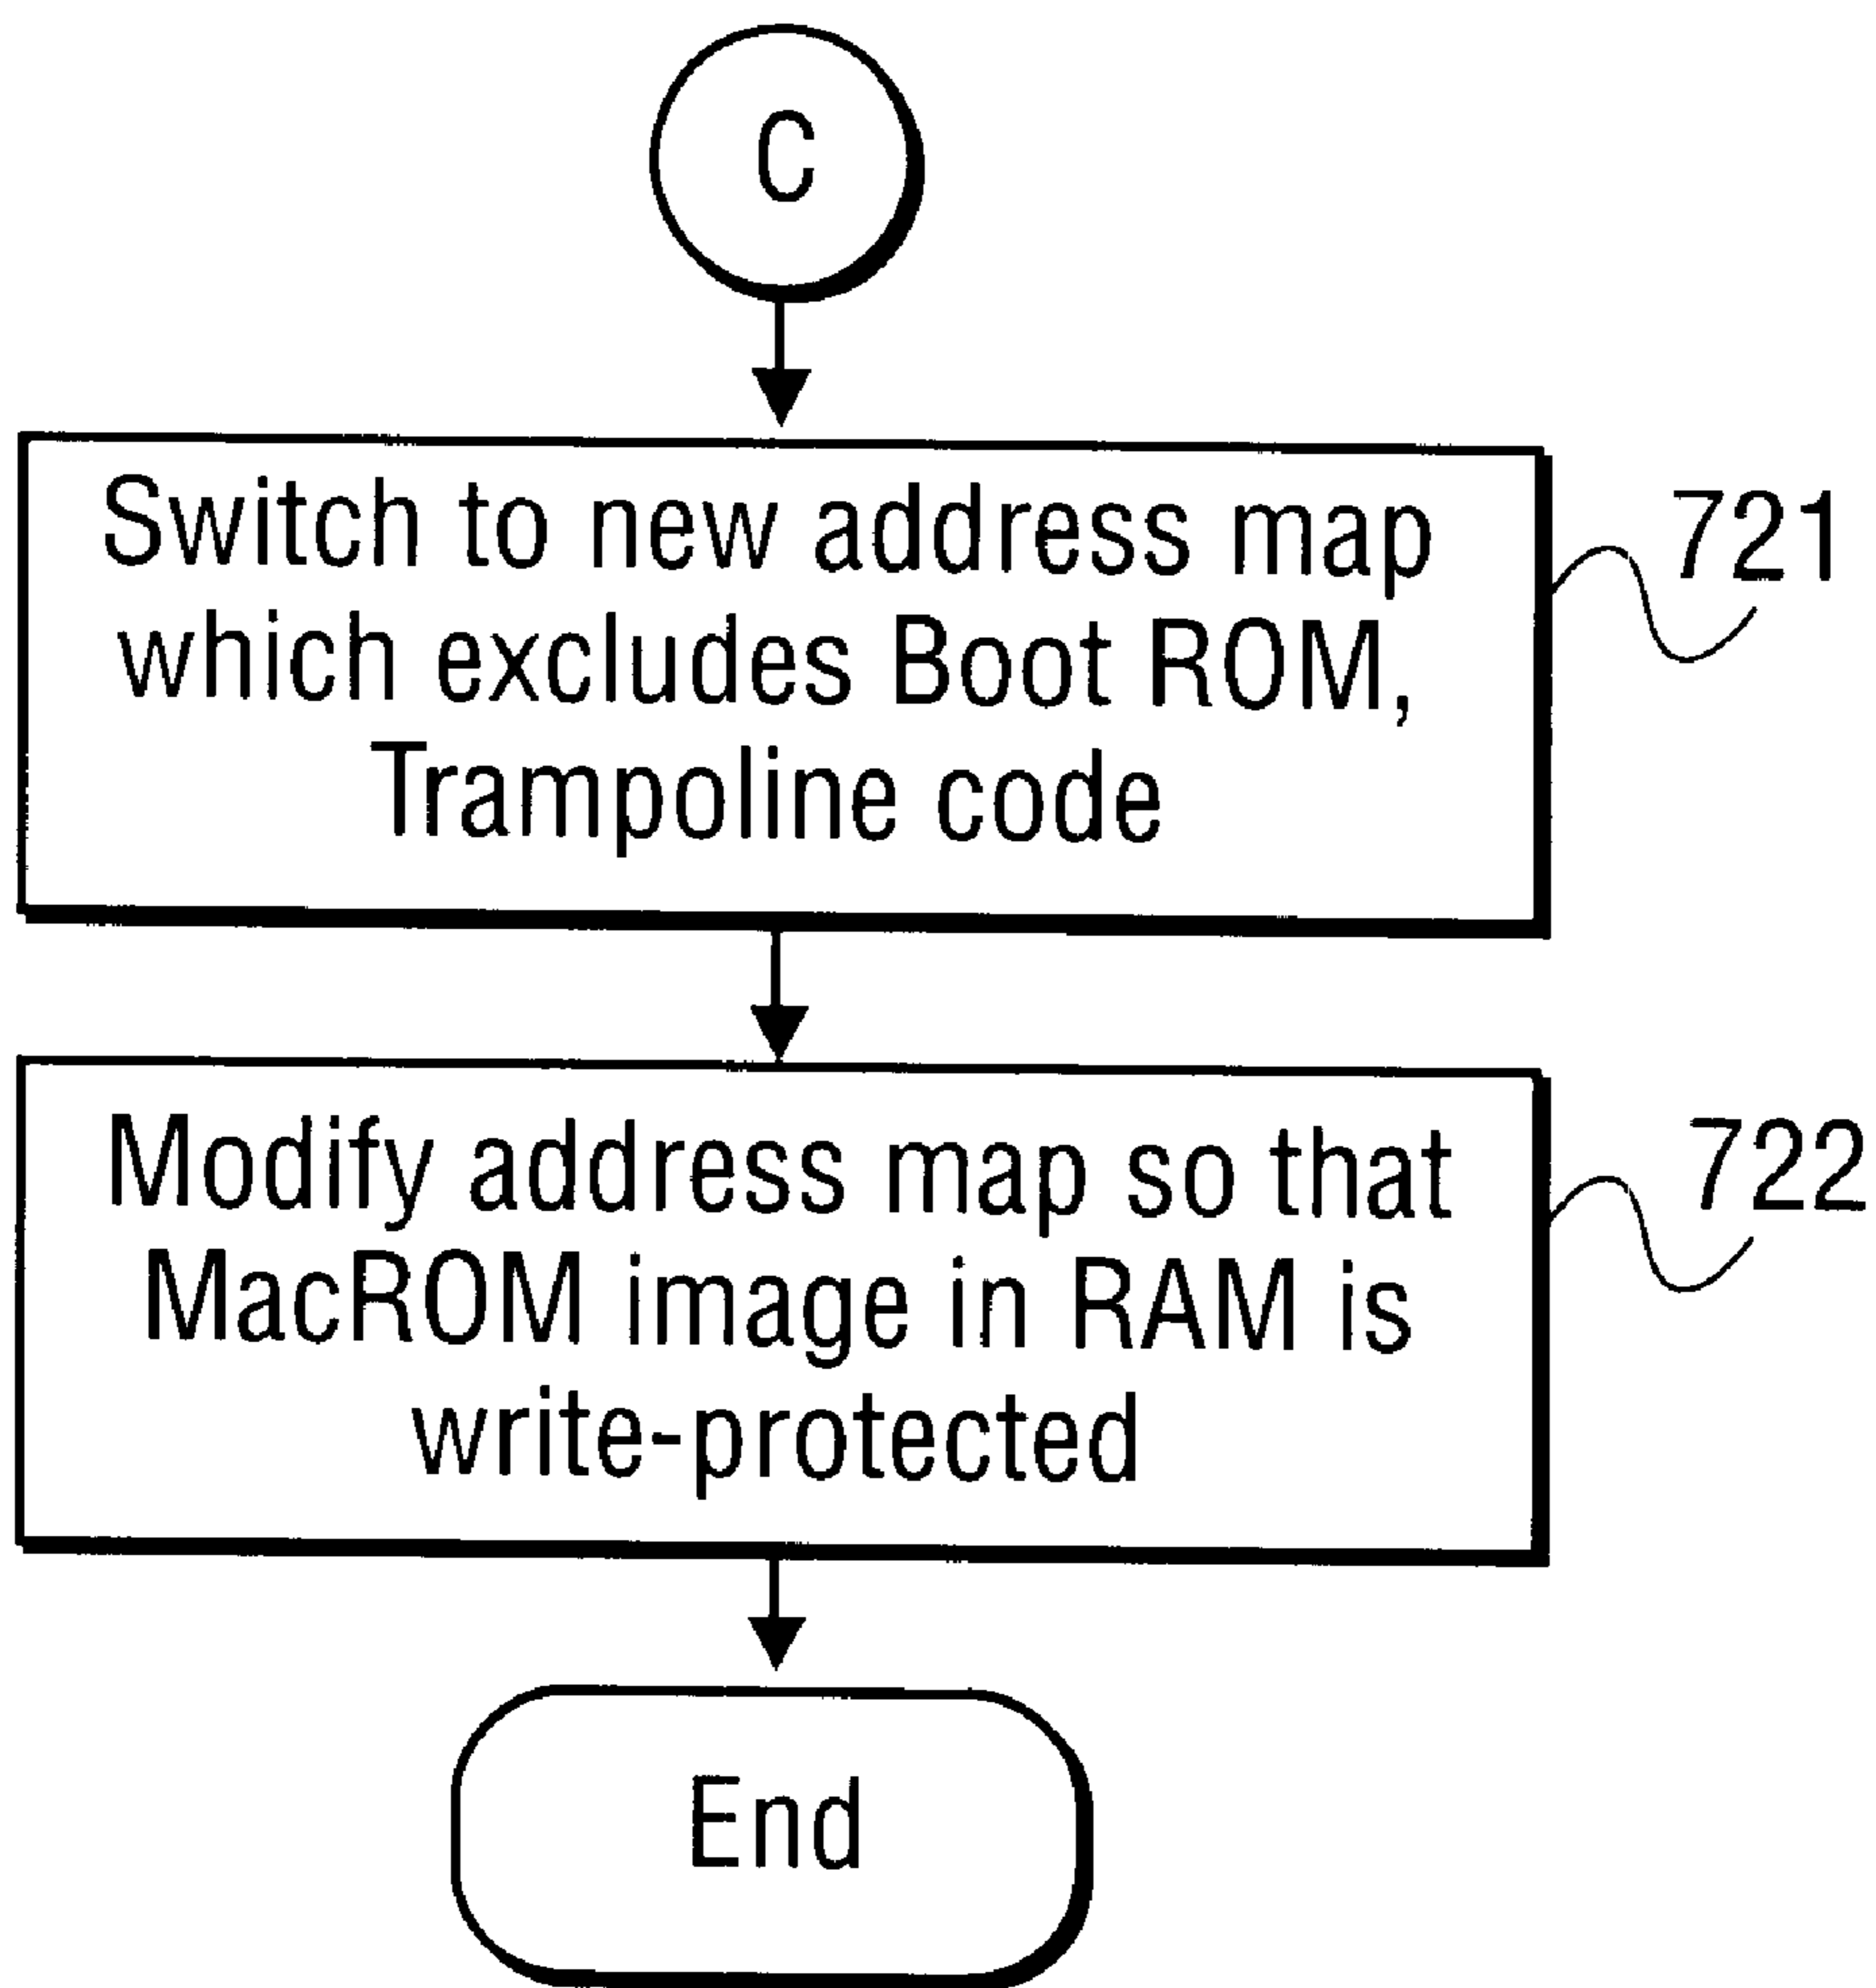 C
Switch to new address map
which excludes Boot ROM,
Trampoline code
721
Modify address map so that
MacROM image in RAM is
write-protected
722
End